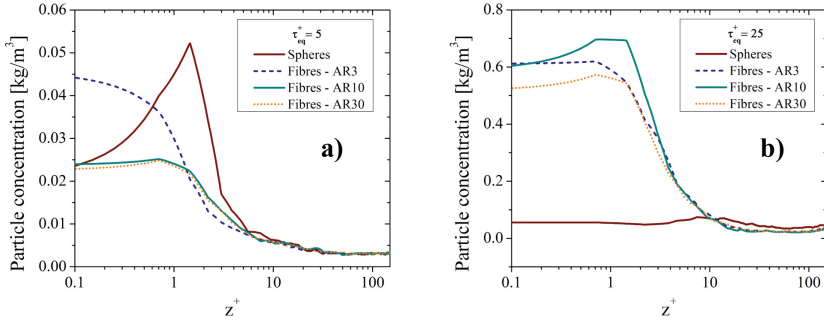 τ⁺eq = 5
Spheres
Fibres - AR3
Fibres - AR10
Fibres - AR30
a)
Particle concentration [kg/m³]
0.06
0.05
0.04
0.03
0.02
0.01
0.00
0.1 1 10 100
z⁺
τ⁺eq = 25
Spheres
Fibres - AR3
Fibres - AR10
Fibres - AR30
b)
Particle concentration [kg/m³]
0.8
0.6
0.4
0.2
0.0
0.1 1 10 100
z⁺